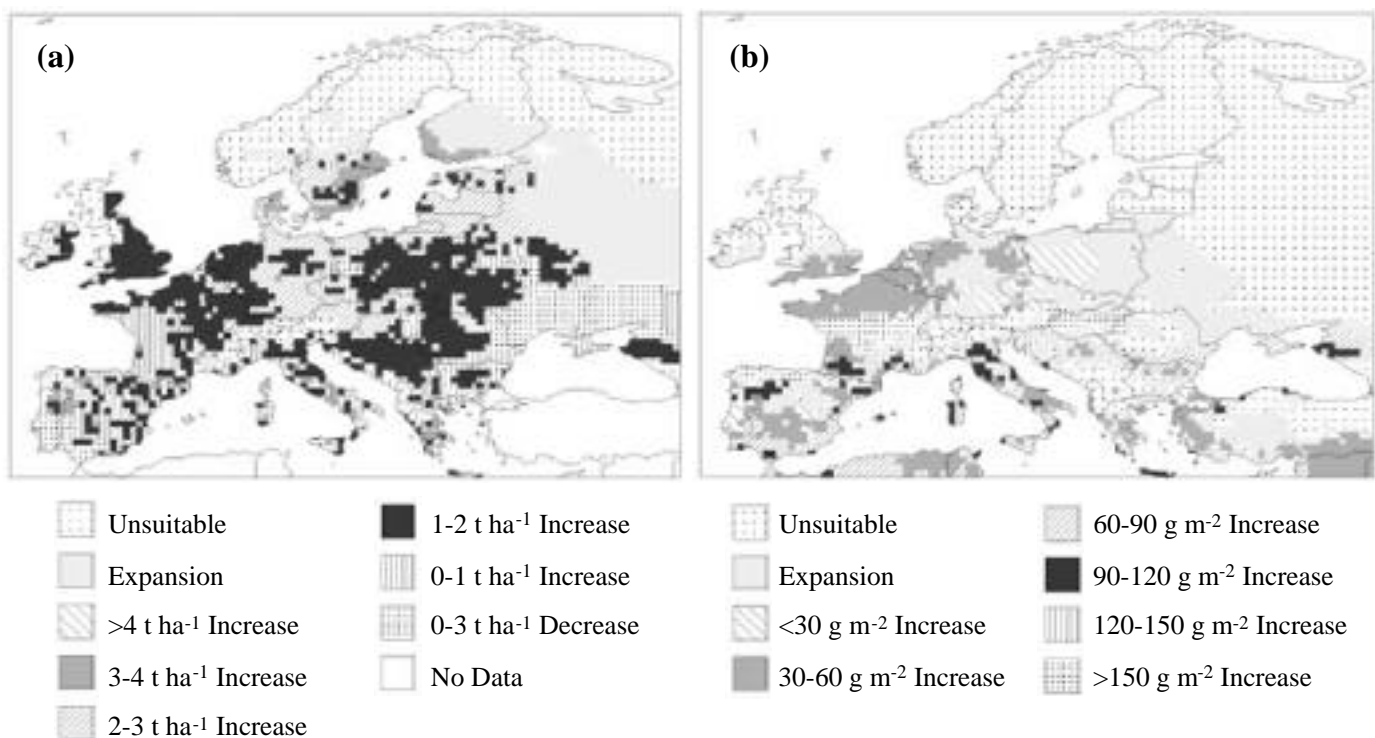 (a)
(b)
Unsuitable
Expansion
>4 t ha-1 Increase
3-4 t ha-1 Increase
2-3 t ha-1 Increase
1-2 t ha-1 Increase
0-1 t ha-1 Increase
0-3 t ha-1 Decrease
No Data
Unsuitable
Expansion
<30 g m-2 Increase
30-60 g m-2 Increase
60-90 g m-2 Increase
90-120 g m-2 Increase
120-150 g m-2 Increase
>150 g m-2 Increase